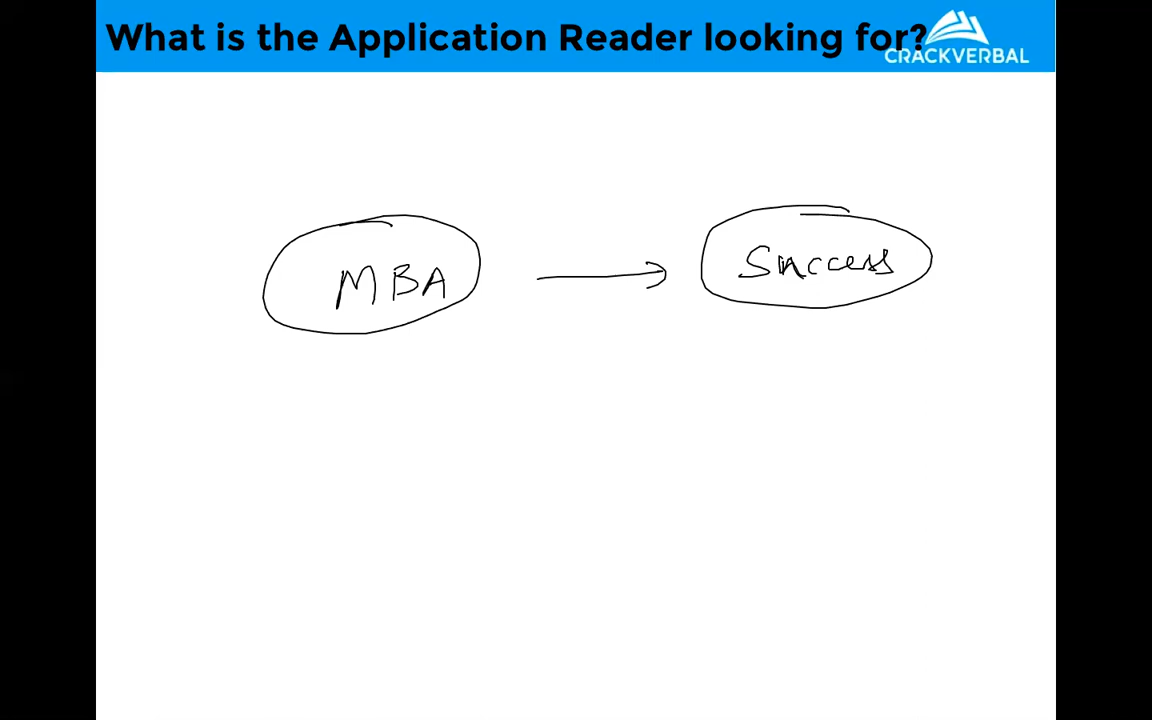 What is the Application Reader looking for?
CRACKVERBAL
MBA
Success